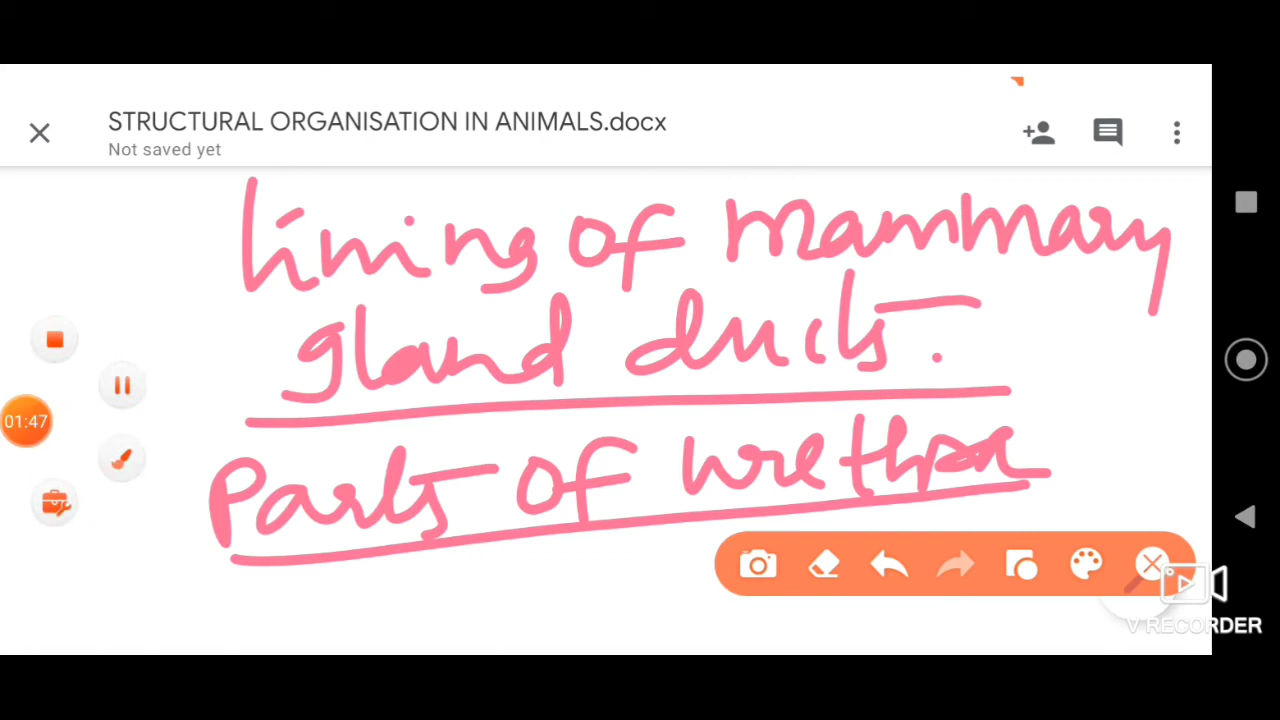 STRUCTURAL ORGANISATION IN ANIMALS.docx
Not saved yet
lining of mammary
gland ducts.
01:47
Parts of urethra
V RECORDER